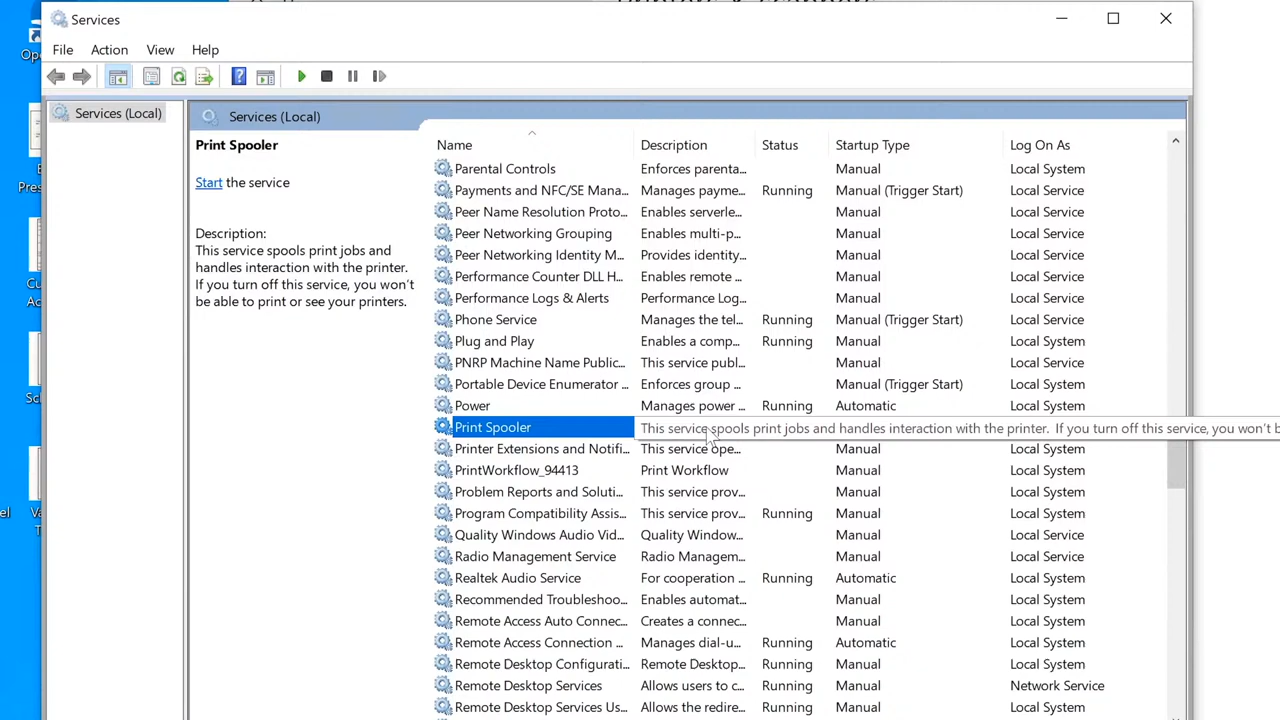 Services
File Action View Help
Services (Local)
Services (Local)
Print Spooler
Start the service
Description:
This service spools print jobs and
handles interaction with the printer.
If you turn off this service, you won't
be able to print or see your printers.
Name Description Status Startup Type Log On As
Parental Controls Enforces parenta... Manual Local System
Payments and NFC/SE Mana... Manages payme... Running Manual (Trigger Start) Local Service
Peer Name Resolution Proto... Enables serverle... Manual Local Service
Peer Networking Grouping Enables multi-p... Manual Local Service
Peer Networking Identity M... Provides identity... Manual Local Service
Performance Counter DLL H... Enables remote ... Manual Local Service
Performance Logs & Alerts Performance Log... Manual Local Service
Phone Service Manages the tel... Running Manual (Trigger Start) Local Service
Plug and Play Enables a comp... Running Manual Local System
PNRP Machine Name Public... This service publ... Manual Local Service
Portable Device Enumerator ... Enforces group ... Manual (Trigger Start) Local System
Power Manages power ... Running Automatic Local System
Print Spooler This service spools print jobs and handles interaction with the printer. If you turn off this service, you won't b
Printer Extensions and Notifi... This service ope... Manual Local System
PrintWorkflow_94413 Print Workflow Manual Local System
Problem Reports and Soluti... This service prov... Manual Local System
Program Compatibility Assis... This service prov... Running Manual Local System
Quality Windows Audio Vid... Quality Window... Manual Local Service
Radio Management Service Radio Managem... Manual Local Service
Realtek Audio Service For cooperation ... Running Automatic Local System
Recommended Troubleshoo... Enables automat... Manual Local System
Remote Access Auto Connec... Creates a connec... Manual Local System
Remote Access Connection ... Manages dial-u... Running Automatic Local System
Remote Desktop Configurati... Remote Desktop... Running Manual Local System
Remote Desktop Services Allows users to c... Running Manual Network Service
Remote Desktop Services Us... Allows the redire... Running Manual Local System